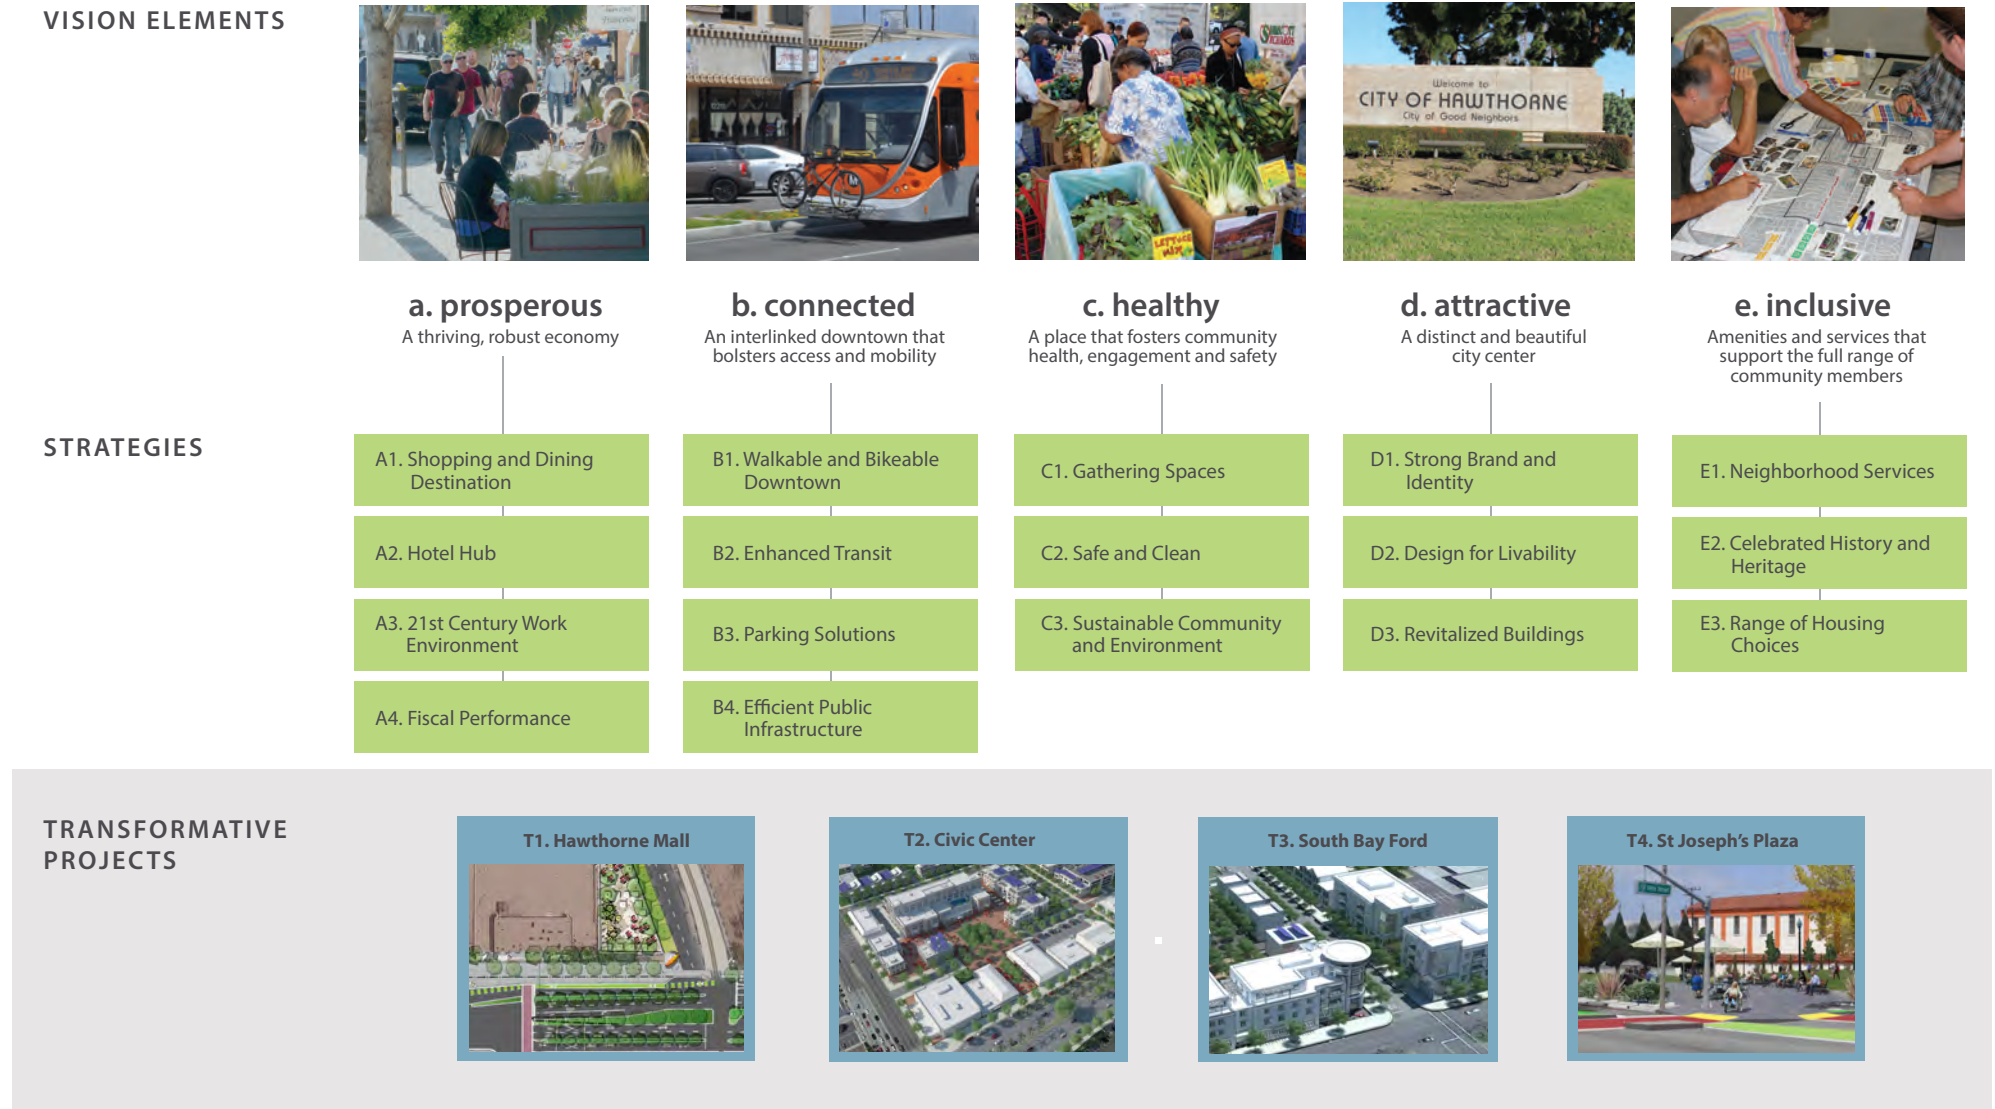 VISION ELEMENTS
Welcome to
CITY OF HAWTHORNE
City of Good Neighbors
LETTUCE
MIX
a. prosperous
A thriving, robust economy
b. connected
An interlinked downtown that
bolsters access and mobility
c. healthy
A place that fosters community
health, engagement and safety
d. attractive
A distinct and beautiful
city center
e. inclusive
Amenities and services that
support the full range of
community members
STRATEGIES
A1. Shopping and Dining
Destination
A2. Hotel Hub
A3. 21st Century Work
Environment
A4. Fiscal Performance
B1. Walkable and Bikeable
Downtown
B2. Enhanced Transit
B3. Parking Solutions
B4. Efficient Public
Infrastructure
C1. Gathering Spaces
C2. Safe and Clean
C3. Sustainable Community
and Environment
D1. Strong Brand and
Identity
D2. Design for Livability
D3. Revitalized Buildings
E1. Neighborhood Services
E2. Celebrated History and
Heritage
E3. Range of Housing
Choices
TRANSFORMATIVE
PROJECTS
T1. Hawthorne Mall
T2. Civic Center
T3. South Bay Ford
T4. St Joseph's Plaza